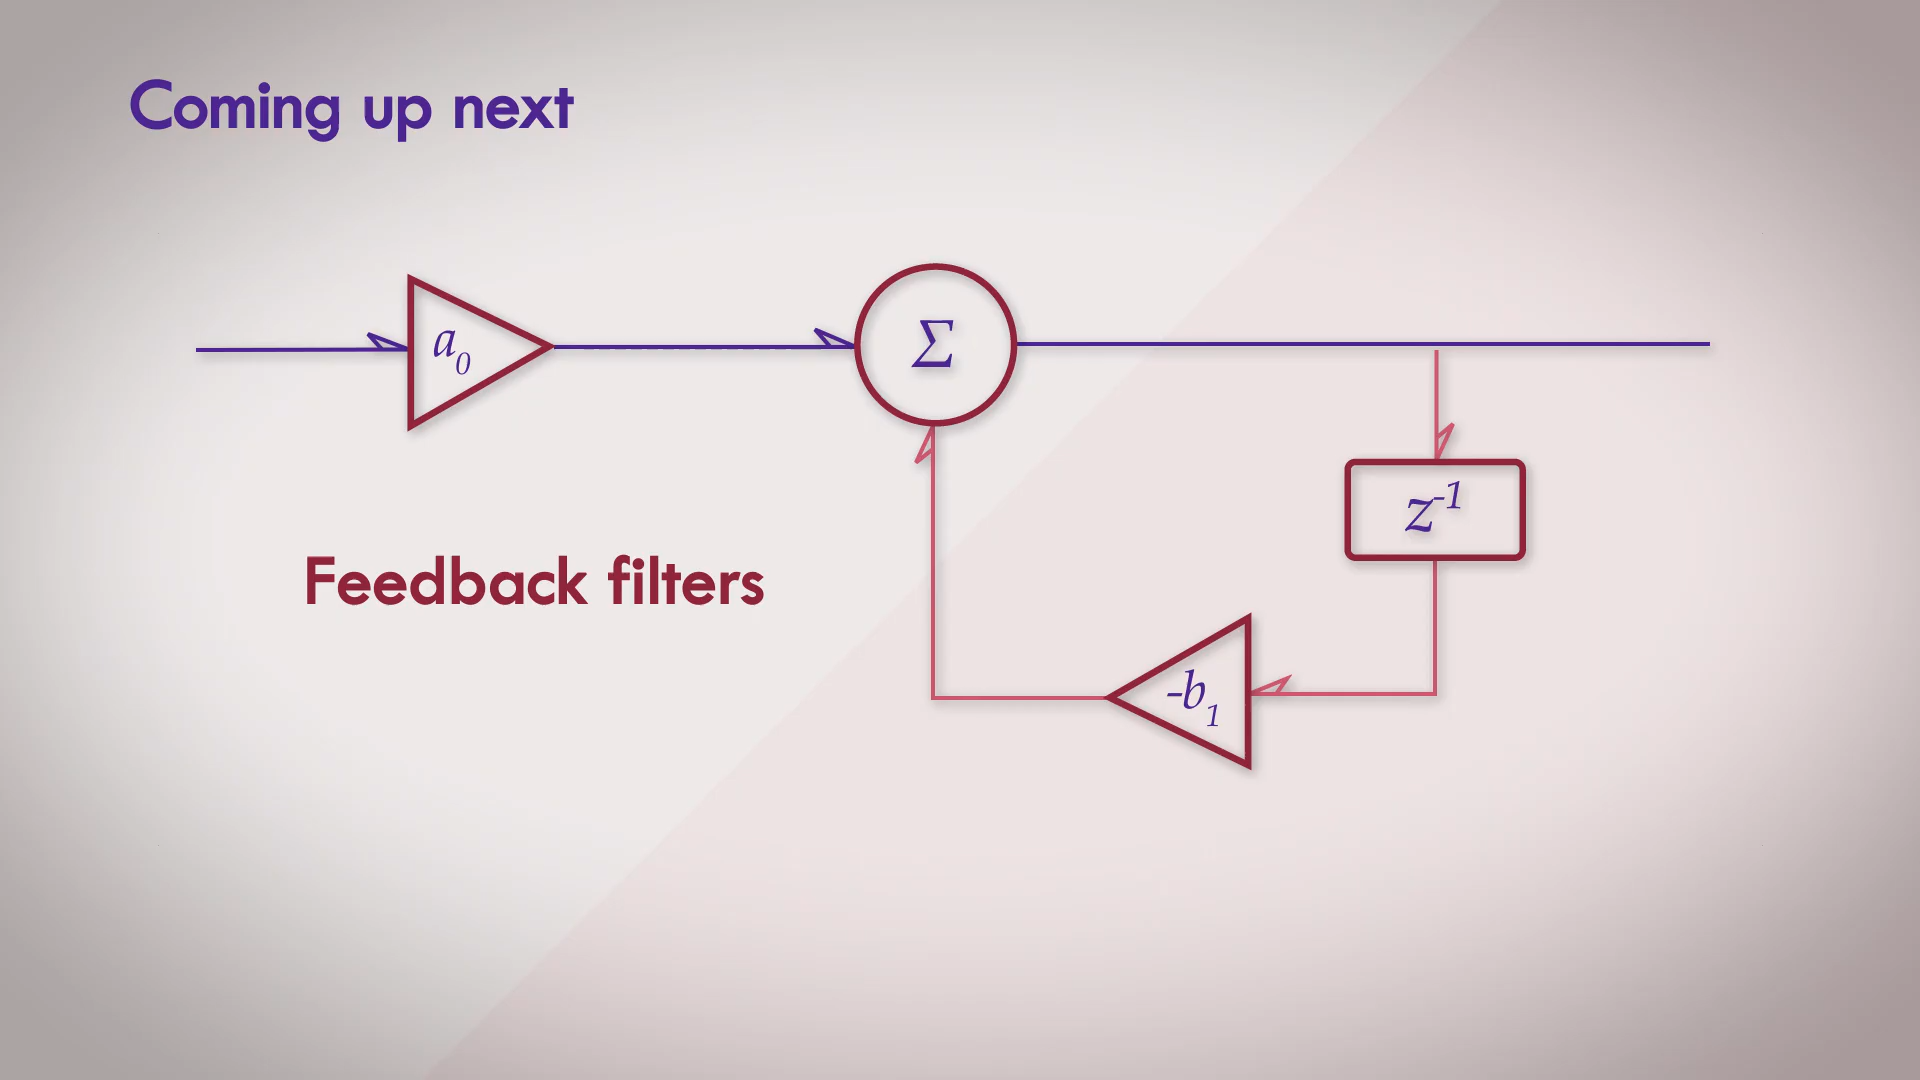 Coming up next
a0
Σ
z-1
Feedback filters
-b1